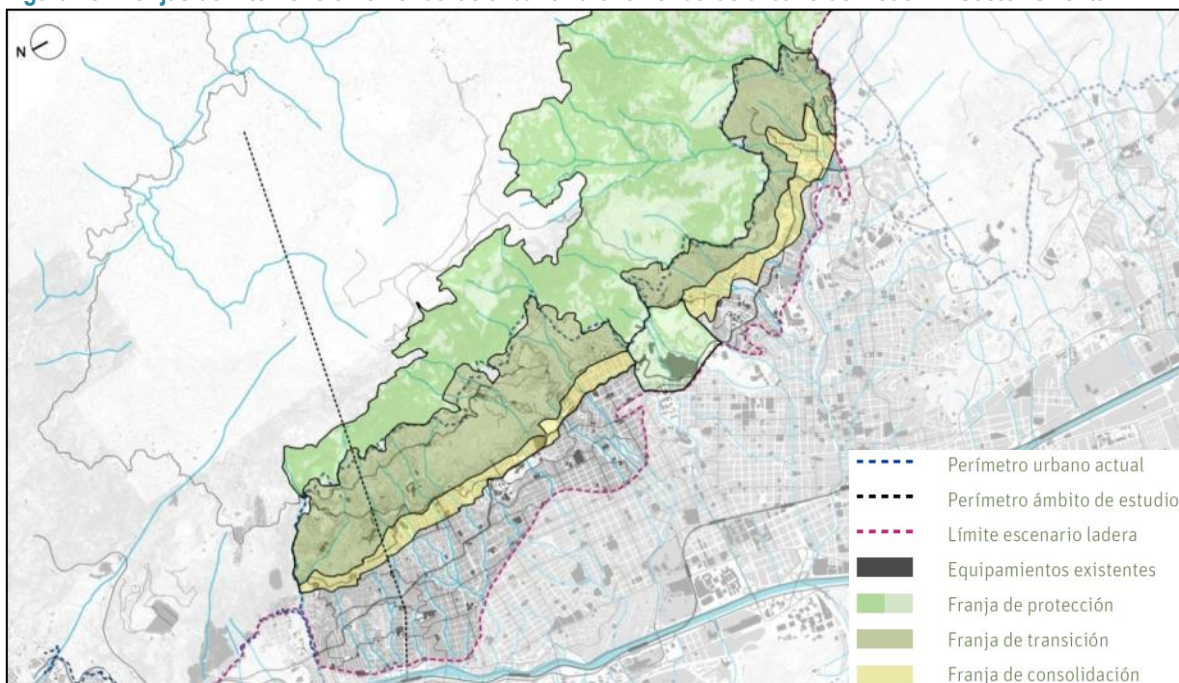 N
Perímetro urbano actual
Perímetro ámbito de estudio
Límite escenario ladera
Equipamientos existentes
Franja de protección
Franja de transición
Franja de consolidación